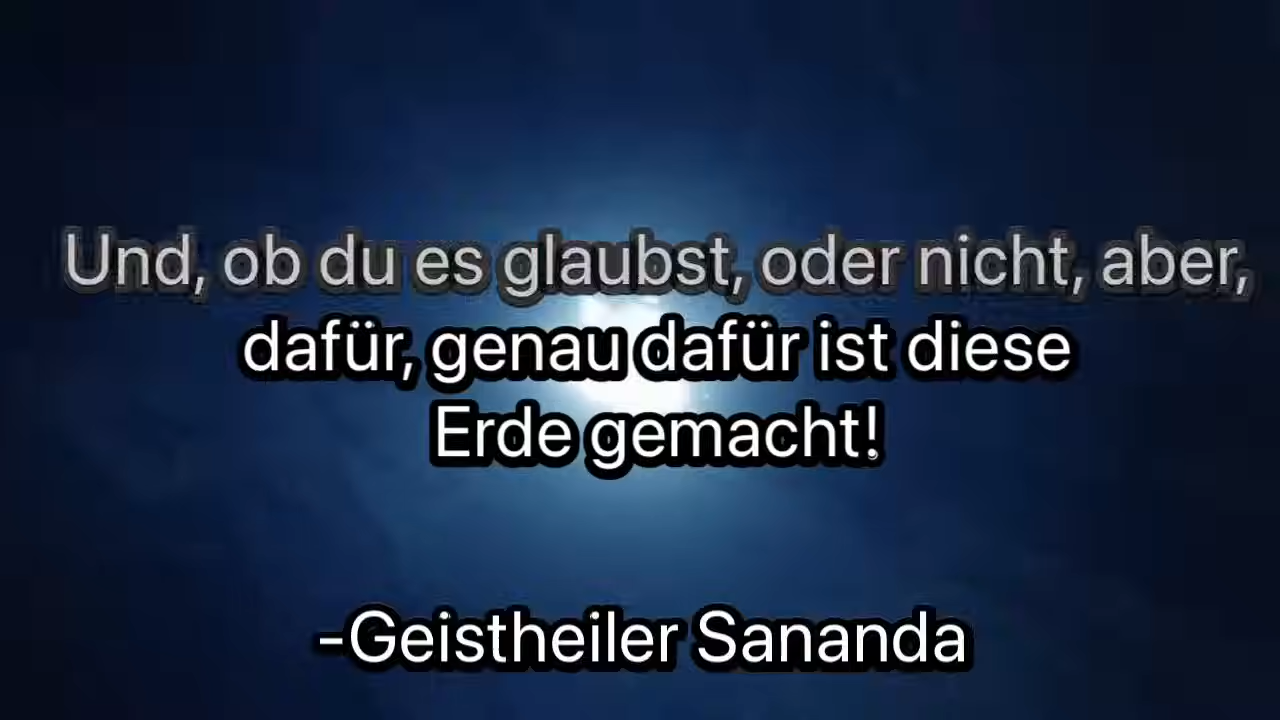 Und, ob du es glaubst, oder nicht, aber,
dafür, genau dafür ist diese
Erde gemacht!
-Geistheiler Sananda